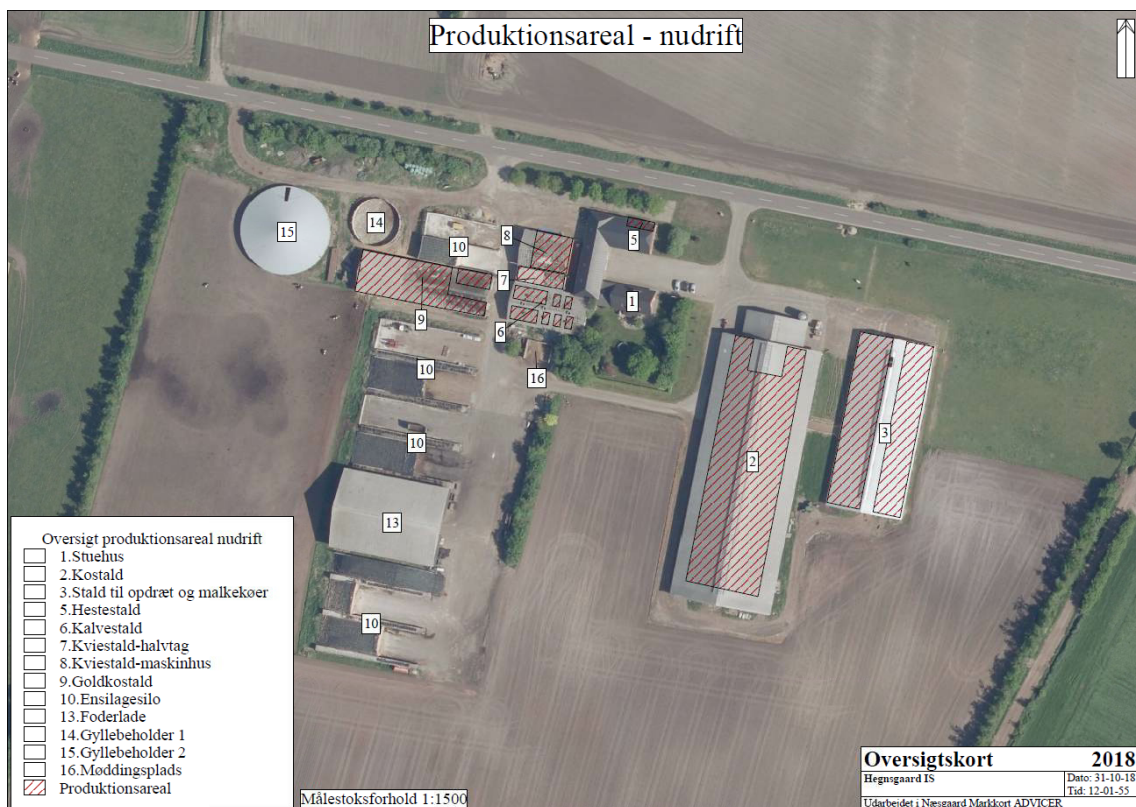 Produktionsareal - nudrift
15
14
10
8
5
7
1
9
6
10
16
10
2
3
13
10
Oversigt produktionsareal nudrift
1.Stuehus
2.Kostald
3.Stald til opdræt og malkekøer
5.Hestestald
6.Kalvestald
7.Kviestald-halvtag
8.Kviestald-maskinhus
9.Goldkostald
10.Ensilagesilo
13.Foderlade
14.Gyllebeholder 1
15.Gyllebeholder 2
16.Møddingsplads
Produktionsareal
Målestoksforhold 1:1500
Oversigtskort 2018
Hegnsgaard IS Dato: 31-10-18
Tid: 12-01-55
Udarbejdet i Næsgaard Markkort ADVICER